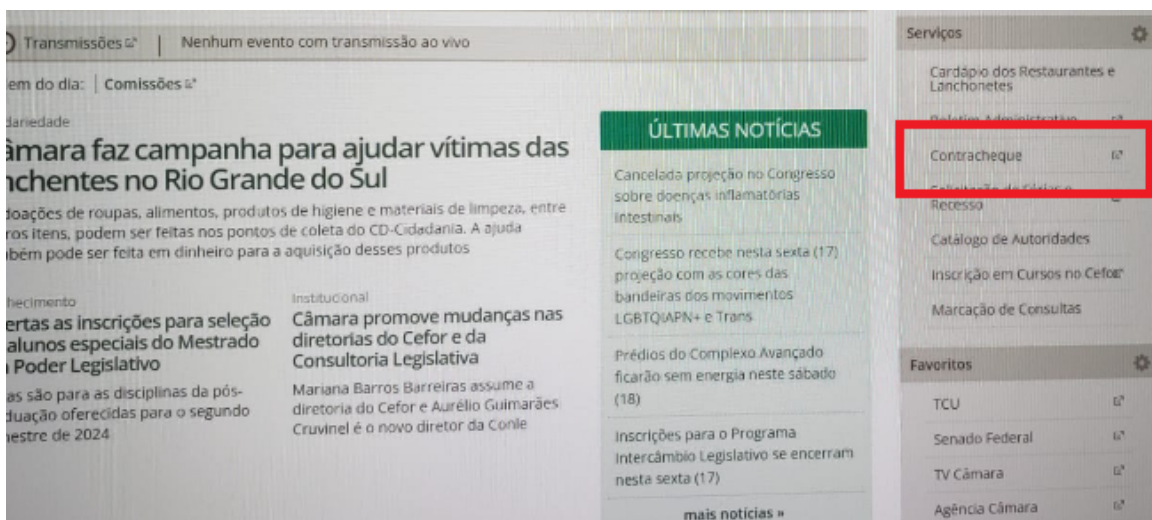 Transmissões | Nenhum evento com transmissão ao vivo
em do dia: | Comissões
dariedade
âmara faz campanha para ajudar vítimas das
nchentes no Rio Grande do Sul
doações de roupas, alimentos, produtos de higiene e materiais de limpeza, entre
ros itens, podem ser feitas nos pontos de coleta do CD-Cidadania. A ajuda
mbém pode ser feita em dinheiro para a aquisição desses produtos
hecimento
ertas as inscrições para seleção
alunos especiais do Mestrado
Poder Legislativo
as são para as disciplinas da pós-
duação oferecidas para o segundo
nestre de 2024
Institucional
Câmara promove mudanças nas
diretorias do Cefor e da
Consultoria Legislativa
Mariana Barros Barreiras assume a
diretoria do Cefor e Aurélio Guimarães
Cruvinel é o novo diretor da Conle
ÚLTIMAS NOTÍCIAS
Cancelada projeção no Congresso
sobre doenças inflamatórias
intestinais
Congresso recebe nesta sexta (17)
projeção com as cores das
bandeiras dos movimentos
LGBTQIAPN+ e Trans
Prédios do Complexo Avançado
ficarão sem energia neste sábado
(18)
Inscrições para o Programa
Intercâmbio Legislativo se encerram
nesta sexta (17)
mais notícias »
Serviços
Cardápio dos Restaurantes e
Lanchonetes
Boletim Administrativo
Contracheque
Solicitação de Férias e
Recesso
Catálogo de Autoridades
Inscrição em Cursos no Cefor
Marcação de Consultas
Favoritos
TCU
Senado Federal
TV Câmara
Agência Câmara